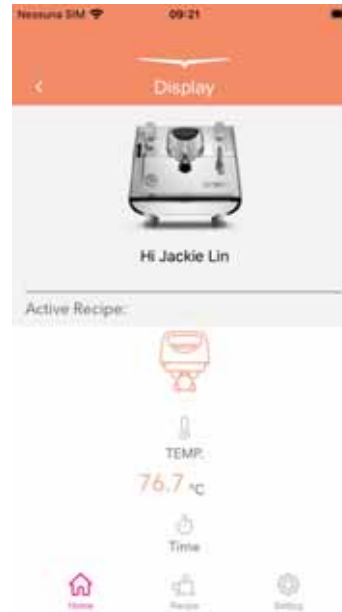 Nessuna SIM 09:21
Display
Hi Jackie Lin
Active Recipe:
TEMP.
76.7 °C
Time
Home Recipe Setting